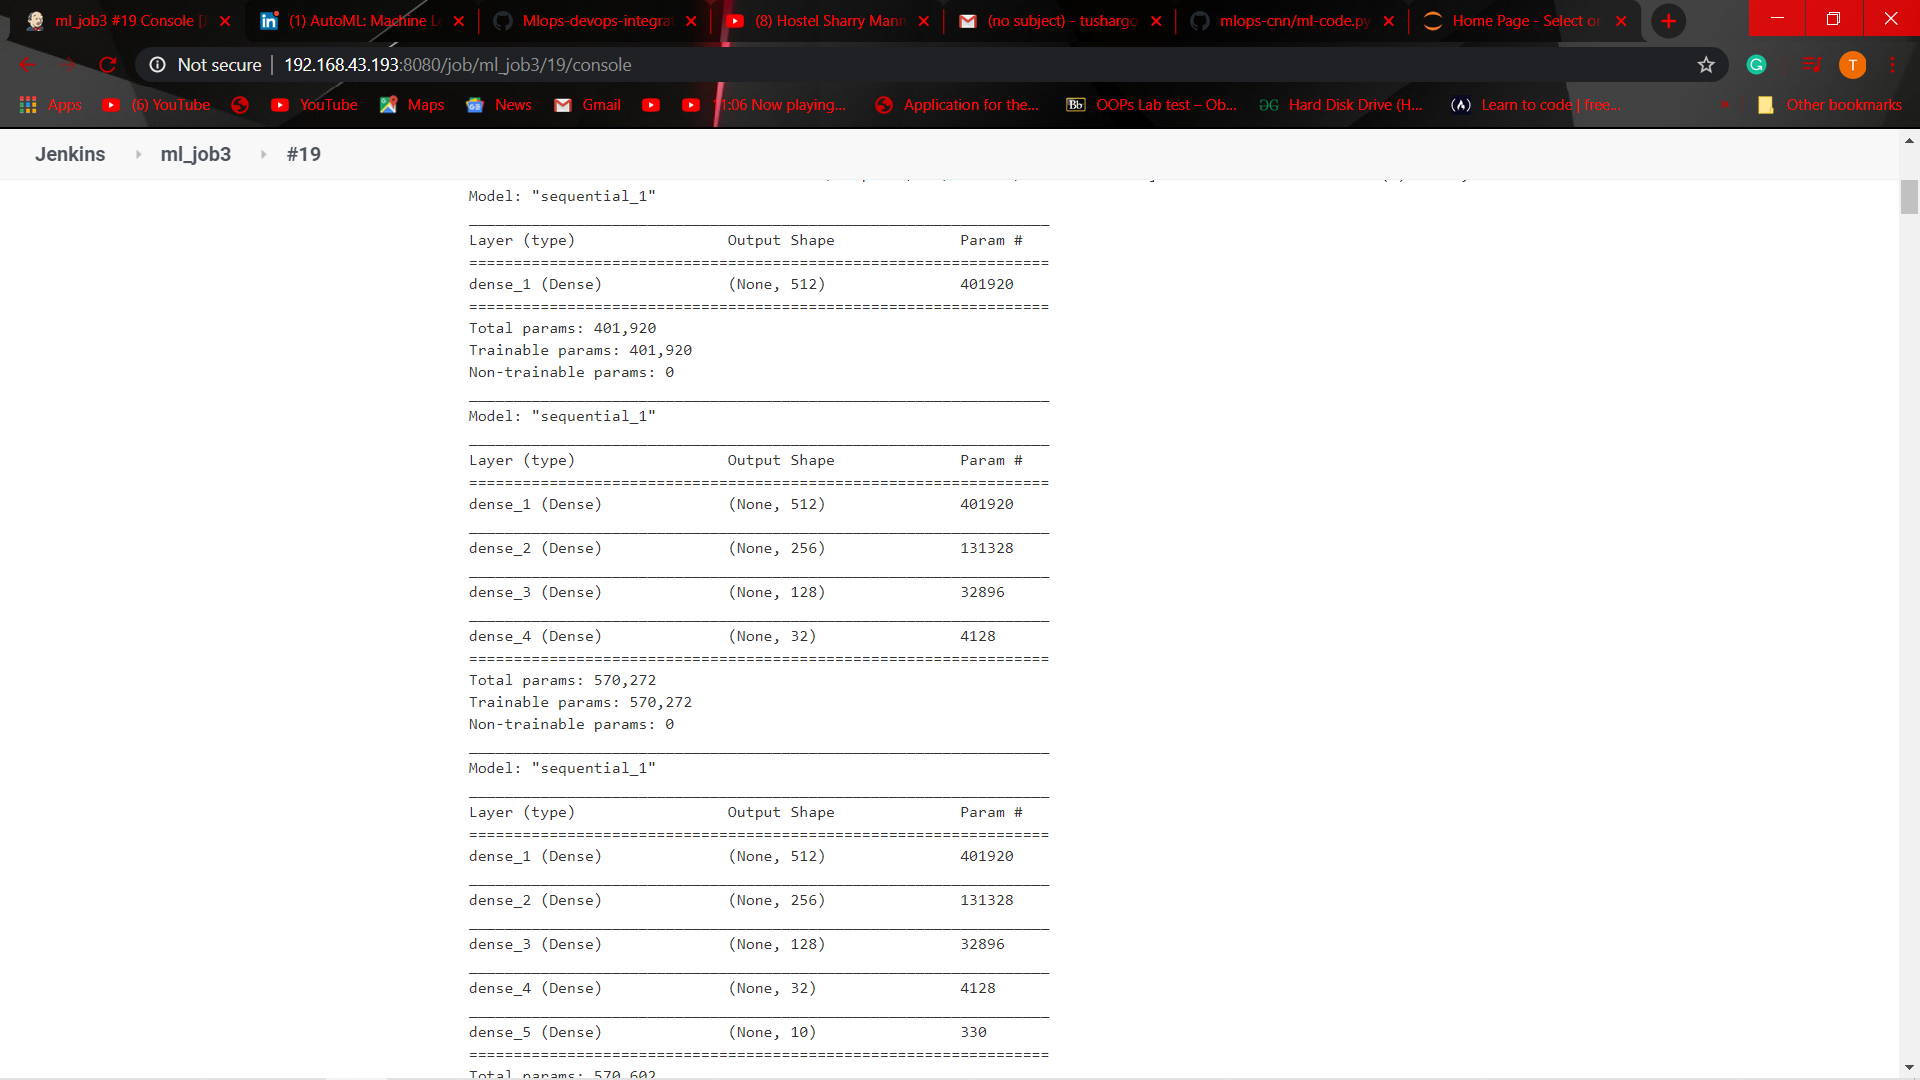 ml_job3 #19 Console [J
(1) AutoML: Machine Le
Mlops-devops-integrat
(8) Hostel Sharry Mann
(no subject) - tushargo
mlops-cnn/ml-code.py
Home Page - Select or
Not secure | 192.168.43.193:8080/job/ml_job3/19/console
Apps
(6) YouTube
YouTube
Maps
News
Gmail
11:06 Now playing...
Application for the...
OOPs Lab test – Ob...
Hard Disk Drive (H...
Learn to code | free...
Other bookmarks
Jenkins ml_job3 #19
Model: "sequential_1"
_________________________________________________________________
Layer (type)                 Output Shape              Param #
=================================================================
dense_1 (Dense)              (None, 512)               401920
=================================================================
Total params: 401,920
Trainable params: 401,920
Non-trainable params: 0
_________________________________________________________________
Model: "sequential_1"
_________________________________________________________________
Layer (type)                 Output Shape              Param #
=================================================================
dense_1 (Dense)              (None, 512)               401920
_________________________________________________________________
dense_2 (Dense)              (None, 256)               131328
_________________________________________________________________
dense_3 (Dense)              (None, 128)               32896
_________________________________________________________________
dense_4 (Dense)              (None, 32)                4128
=================================================================
Total params: 570,272
Trainable params: 570,272
Non-trainable params: 0
_________________________________________________________________
Model: "sequential_1"
_________________________________________________________________
Layer (type)                 Output Shape              Param #
=================================================================
dense_1 (Dense)              (None, 512)               401920
_________________________________________________________________
dense_2 (Dense)              (None, 256)               131328
_________________________________________________________________
dense_3 (Dense)              (None, 128)               32896
_________________________________________________________________
dense_4 (Dense)              (None, 32)                4128
_________________________________________________________________
dense_5 (Dense)              (None, 10)                330
=================================================================
Total params: 570,602